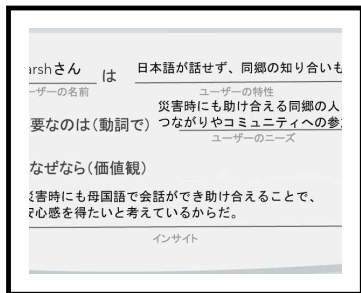 arshさん は 日本語が話せず、同郷の知り合いも
ーザーの名前 ユーザーの特性
災害時にも助け合える同郷の人
要なのは(動詞で) つながりやコミュニティへの参
ユーザーのニーズ
なぜなら(価値観)
災害時にも母国語で会話ができ助け合えることで、
安心感を得たいと考えているからだ。
インサイト